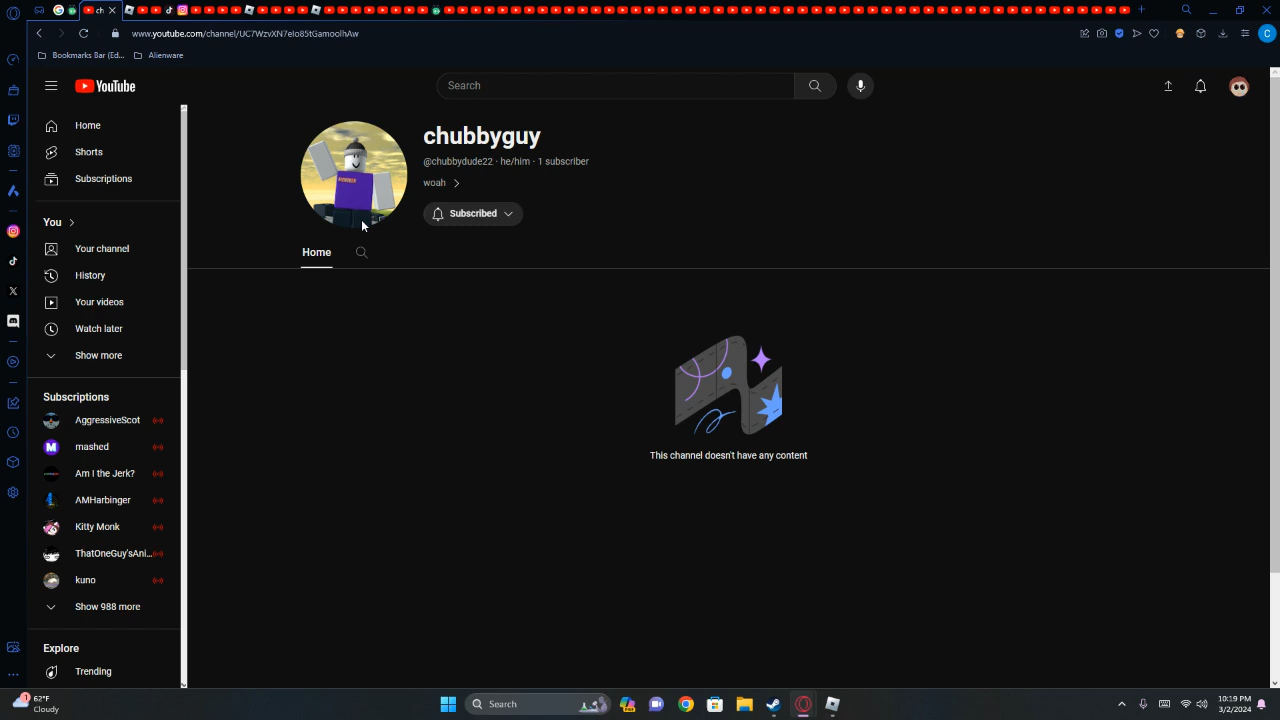 ch
www.youtube.com/channel/UC7WzvXN7eIo85tGamooIhAw
C
Bookmarks Bar (Ed...
Alienware
YouTube
Search
Home
Shorts
Subscriptions
You
Your channel
History
Your videos
Watch later
Show more
Subscriptions
AggressiveScot
mashed
Am I the Jerk?
AMHarbinger
Kitty Monk
ThatOneGuy'sAni...
kuno
Show 988 more
Explore
Trending
chubbyguy
@chubbydude22 · he/him · 1 subscriber
woah
Subscribed
Home
This channel doesn't have any content
1
62°F
Cloudy
Search
10:19 PM
3/2/2024